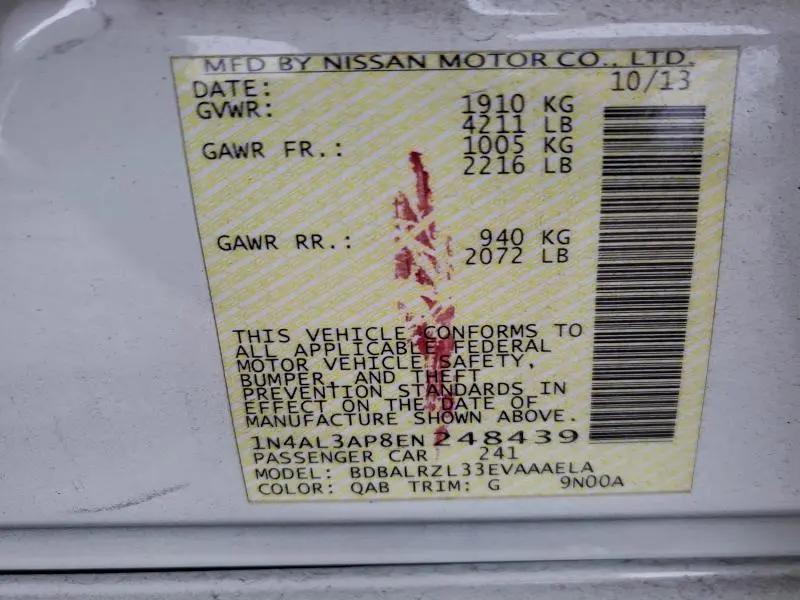 MFD BY NISSAN MOTOR CO., LTD.
DATE: 10/13
GVWR: 1910 KG
4211 LB
GAWR FR.: 1005 KG
2216 LB
GAWR RR.: 940 KG
2072 LB
THIS VEHICLE CONFORMS TO
ALL APPLICABLE FEDERAL
MOTOR VEHICLE SAFETY,
BUMPER, AND THEFT
PREVENTION STANDARDS IN
EFFECT ON THE DATE OF
MANUFACTURE SHOWN ABOVE.
1N4AL3AP8EN248439
PASSENGER CAR 241
MODEL: BDBALRZL33EVAAAELA
COLOR: QAB TRIM: G 9N00A